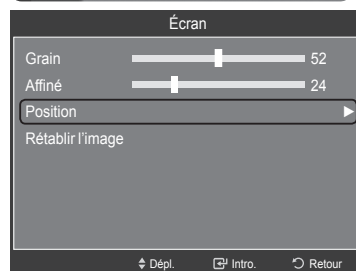 Écran
Grain 52
Affiné 24
Position
Rétablir l'image
Dépl. Intro. Retour